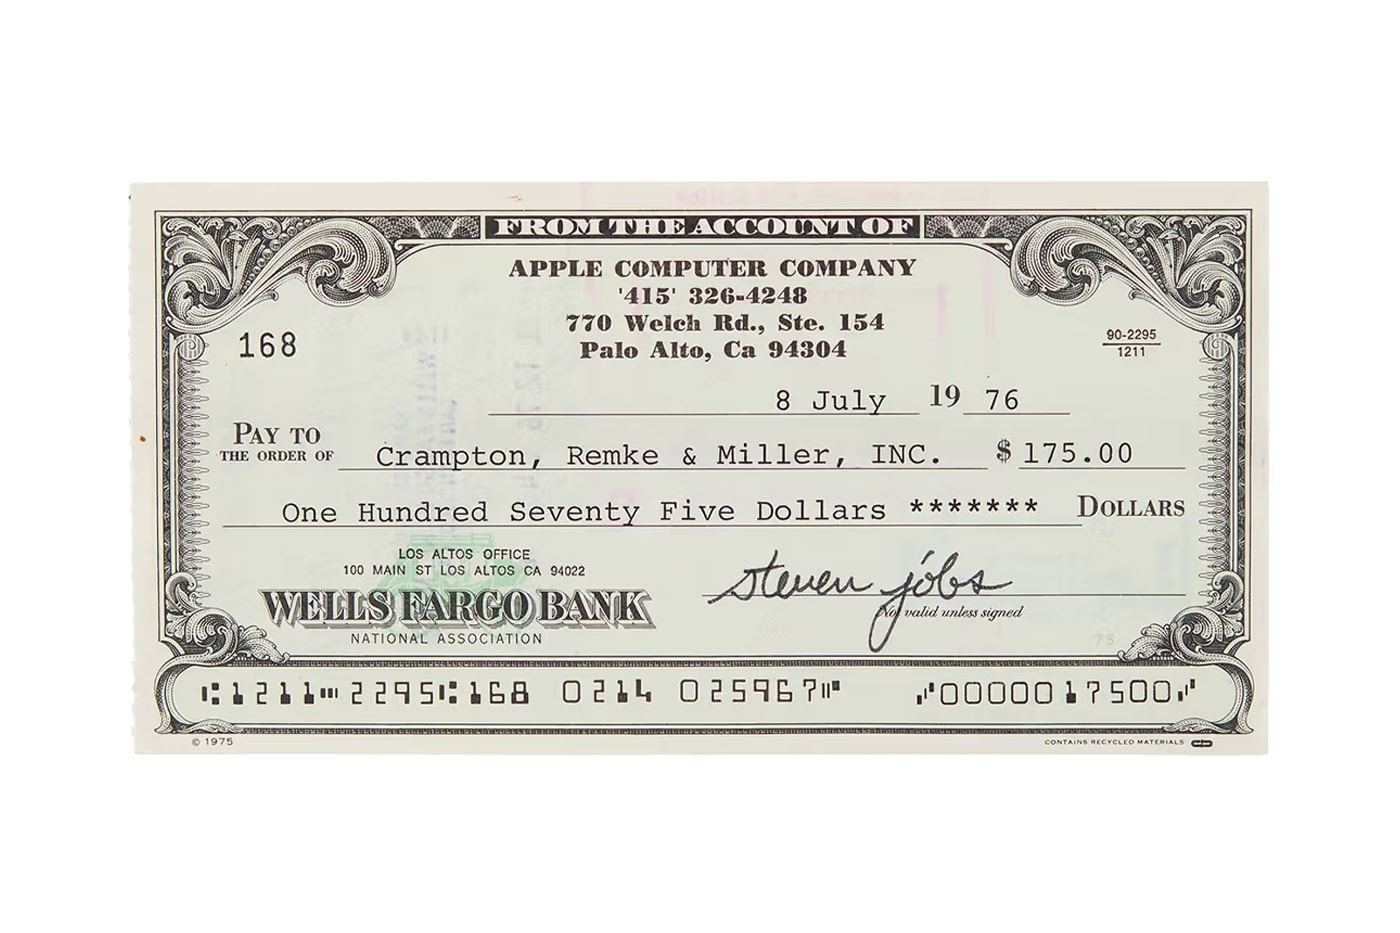 FROM THE ACCOUNT OF
APPLE COMPUTER COMPANY
'415' 326-4248
770 Welch Rd., Ste. 154
Palo Alto, Ca 94304
168
90-2295
1211
8 July 19 76
PAY TO
THE ORDER OF Crampton, Remke & Miller, INC. $ 175.00
One Hundred Seventy Five Dollars ******* DOLLARS
LOS ALTOS OFFICE
100 MAIN ST LOS ALTOS CA 94022
WELLS FARGO BANK
NATIONAL ASSOCIATION
steven jobs
Not valid unless signed
73
⑆1211⑉2295⑆168 0214 025967⑈ ⑇0000017500⑇
© 1975
CONTAINS RECYCLED MATERIALS